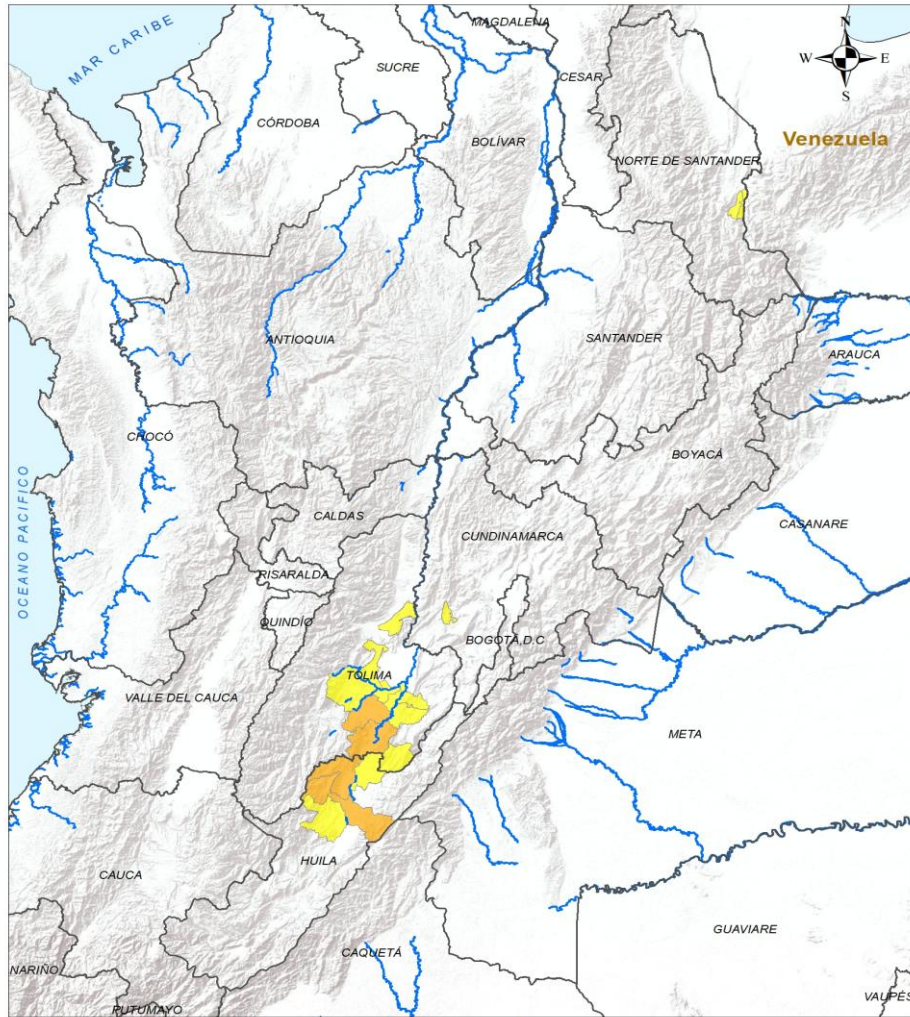 MAGDALENA
MAR CARIBE
N
W
E
S
SUCRE
CESAR
CÓRDOBA
BOLÍVAR
Venezuela
NORTE DE SANTANDER
ANTIOQUIA
SANTANDER
ARAUCA
CHOCÓ
BOYACÁ
OCEANO PACIFICO
CALDAS
CASANARE
CUNDINAMARCA
RISARALDA
QUINDÍO
BOGOTÁ,D.C
TOLIMA
VALLE DEL CAUCA
META
HUILA
CAUCA
CAQUETÁ
GUAVIARE
NARIÑO
VAUPÉS
PUTUMAYO